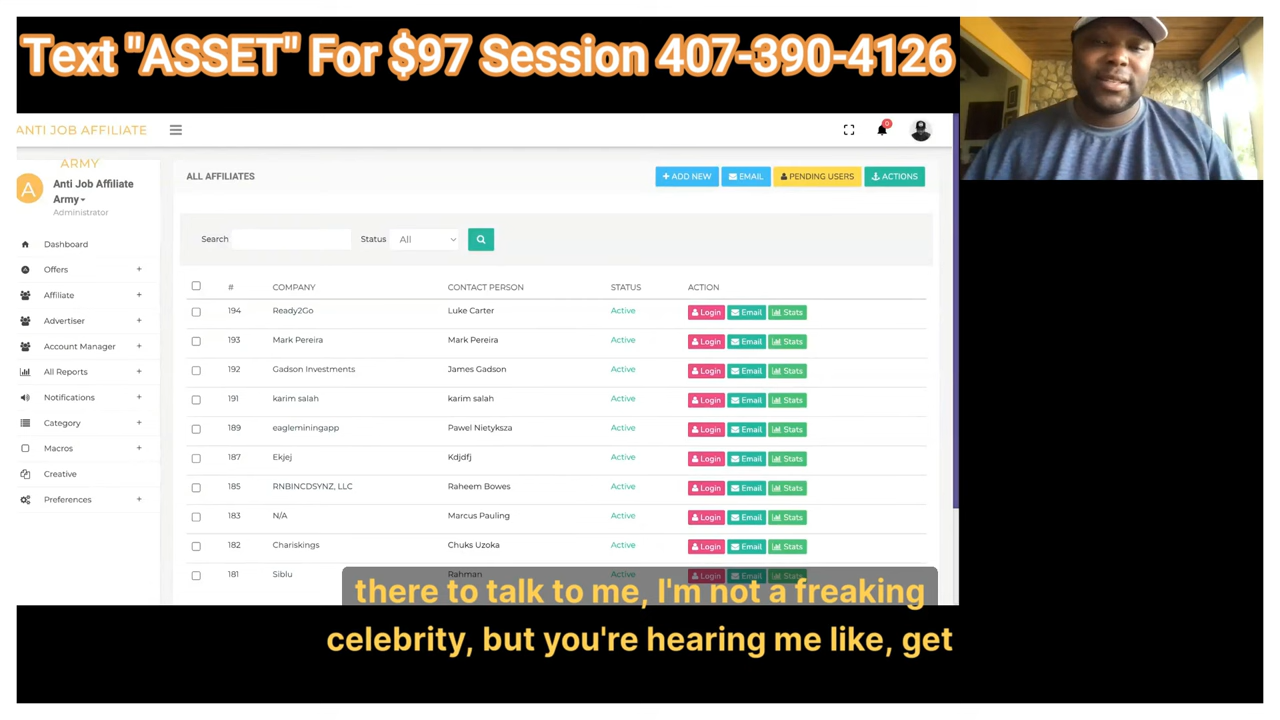 Text "ASSET" For $97 Session 407-390-4126
ANTI JOB AFFILIATE
ARMY
0
A
Anti Job Affiliate
Army
Administrator
Dashboard
Offers +
Affiliate +
Advertiser +
Account Manager +
All Reports +
Notifications +
Category +
Macros +
Creative
Preferences +
ALL AFFILIATES
+ ADD NEW EMAIL PENDING USERS ACTIONS
Search Status All
# COMPANY CONTACT PERSON STATUS ACTION
194 Ready2Go Luke Carter Active Login Email Stats
193 Mark Pereira Mark Pereira Active Login Email Stats
192 Gadson Investments James Gadson Active Login Email Stats
191 karim salah karim salah Active Login Email Stats
189 eagleminingapp Pawel Nietyksza Active Login Email Stats
187 Ekjej Kdjdfj Active Login Email Stats
185 RNBINCDSYNZ, LLC Raheem Bowes Active Login Email Stats
183 N/A Marcus Pauling Active Login Email Stats
182 Chariskings Chuks Uzoka Active Login Email Stats
181 Siblu Rahman Active Login Email Stats
there to talk to me, I'm not a freaking
celebrity, but you're hearing me like, get